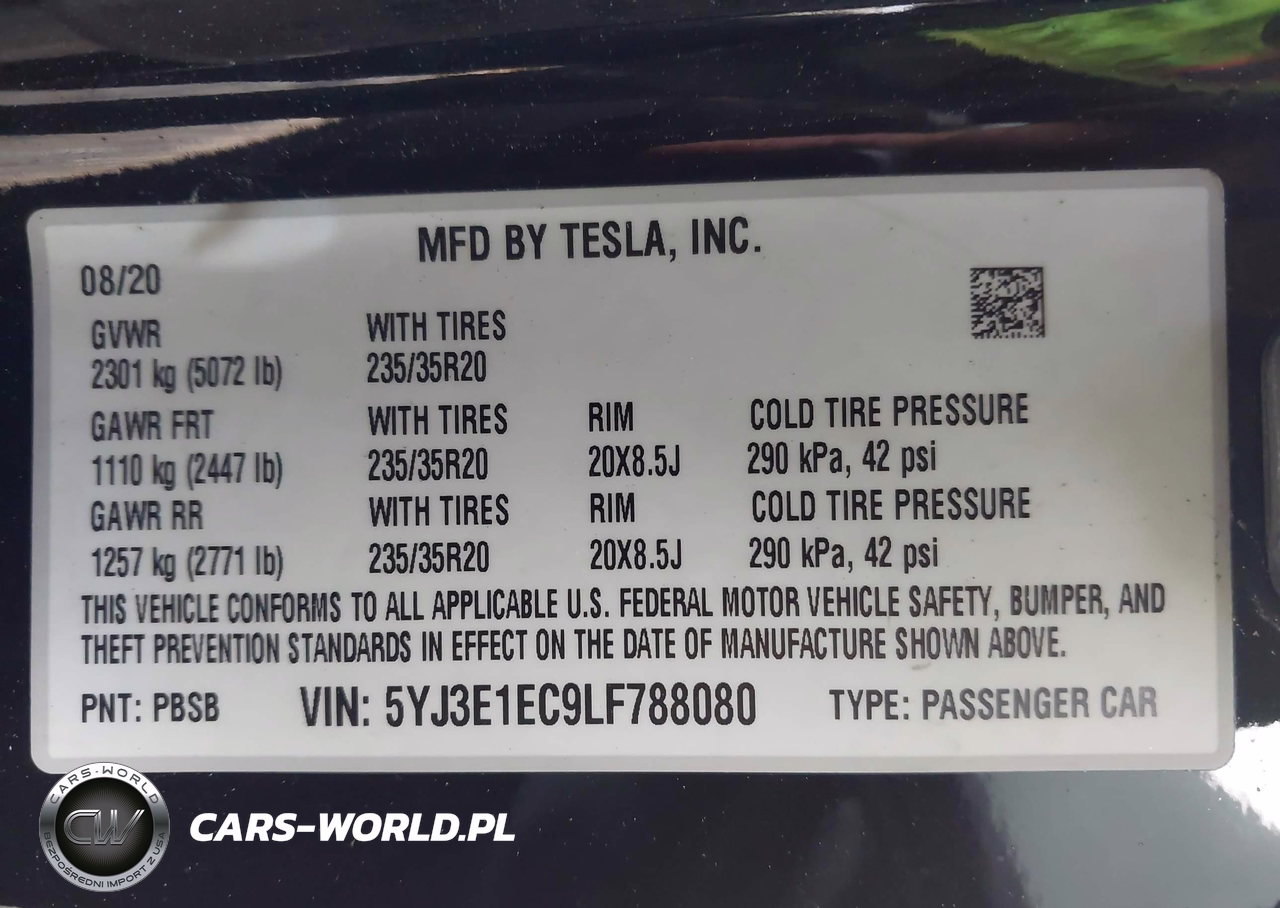 MFD BY TESLA, INC.
08/20
GVWR WITH TIRES
2301 kg (5072 lb) 235/35R20
GAWR FRT WITH TIRES RIM COLD TIRE PRESSURE
1110 kg (2447 lb) 235/35R20 20X8.5J 290 kPa, 42 psi
GAWR RR WITH TIRES RIM COLD TIRE PRESSURE
1257 kg (2771 lb) 235/35R20 20X8.5J 290 kPa, 42 psi
THIS VEHICLE CONFORMS TO ALL APPLICABLE U.S. FEDERAL MOTOR VEHICLE SAFETY, BUMPER, AND
THEFT PREVENTION STANDARDS IN EFFECT ON THE DATE OF MANUFACTURE SHOWN ABOVE.
PNT: PBSB VIN: 5YJ3E1EC9LF788080 TYPE: PASSENGER CAR
CARS-WORLD
CW
BEZPOŚREDNI IMPORT Z USA
CARS-WORLD.PL